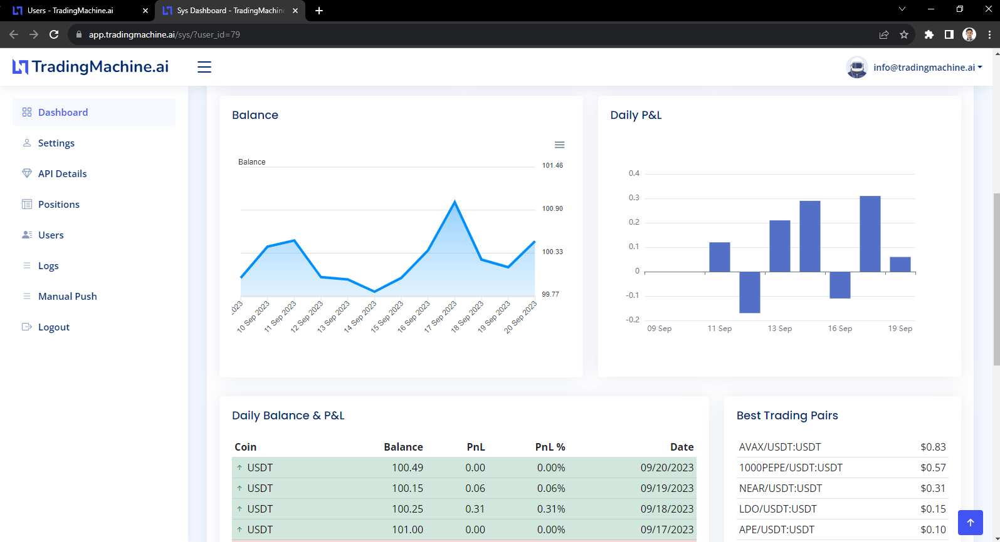 Users - TradingMachine.ai
Sys Dashboard - TradingMachin
app.tradingmachine.ai/sys/?user_id=79
TradingMachine.ai
info@tradingmachine.ai
Dashboard
Settings
API Details
Positions
Users
Logs
Manual Push
Logout
Balance
Balance
101.46
100.90
100.33
99.77
2023
10 Sep 2023
11 Sep 2023
12 Sep 2023
13 Sep 2023
14 Sep 2023
15 Sep 2023
16 Sep 2023
17 Sep 2023
18 Sep 2023
19 Sep 2023
20 Sep 2023
Daily P&L
0.4
0.3
0.2
0.1
0
-0.1
-0.2
09 Sep 11 Sep 13 Sep 16 Sep 19 Sep
Daily Balance & P&L
Coin Balance PnL PnL % Date
↑ USDT 100.49 0.00 0.00% 09/20/2023
↑ USDT 100.15 0.06 0.06% 09/19/2023
↑ USDT 100.25 0.31 0.31% 09/18/2023
↑ USDT 101.00 0.00 0.00% 09/17/2023
Best Trading Pairs
AVAX/USDT:USDT $0.83
1000PEPE/USDT:USDT $0.57
NEAR/USDT:USDT $0.31
LDO/USDT:USDT $0.15
APE/USDT:USDT $0.10